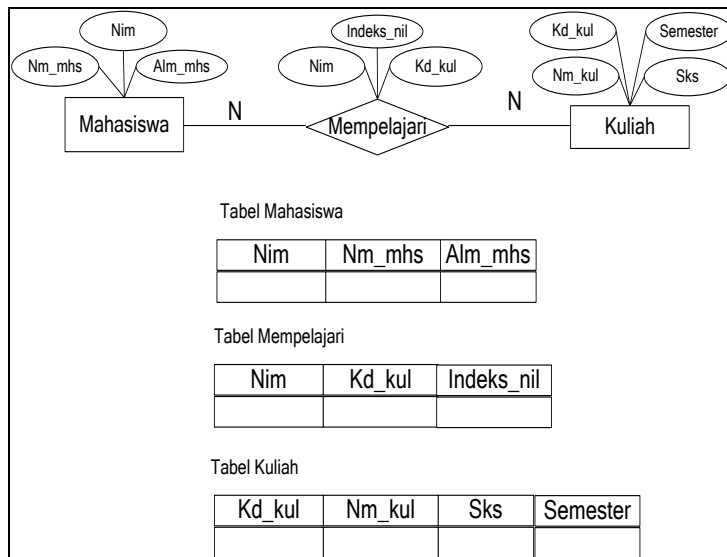 Nim
Indeks_nil
Kd_kul
Semester
Nm_mhs
Alm_mhs
Nim
Kd_kul
Nm_kul
Sks
Mahasiswa
N
Mempelajari
N
Kuliah
Tabel Mahasiswa
Nim Nm_mhs Alm_mhs
Tabel Mempelajari
Nim Kd_kul Indeks_nil
Tabel Kuliah
Kd_kul Nm_kul Sks Semester